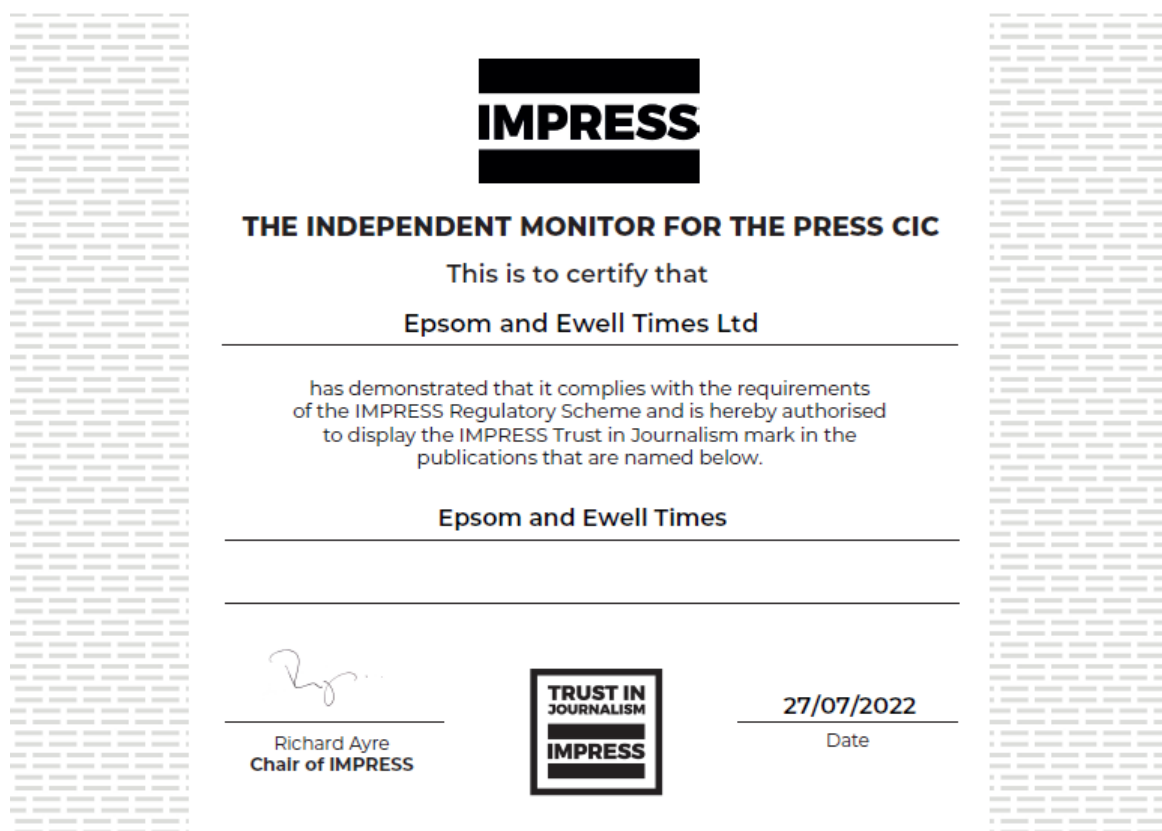 IMPRESS
THE INDEPENDENT MONITOR FOR THE PRESS CIC
This is to certify that
Epsom and Ewell Times Ltd
has demonstrated that it complies with the requirements
of the IMPRESS Regulatory Scheme and is hereby authorised
to display the IMPRESS Trust in Journalism mark in the
publications that are named below.
Epsom and Ewell Times
Richard Ayre
Chair of IMPRESS
TRUST IN
JOURNALISM
IMPRESS
27/07/2022
Date